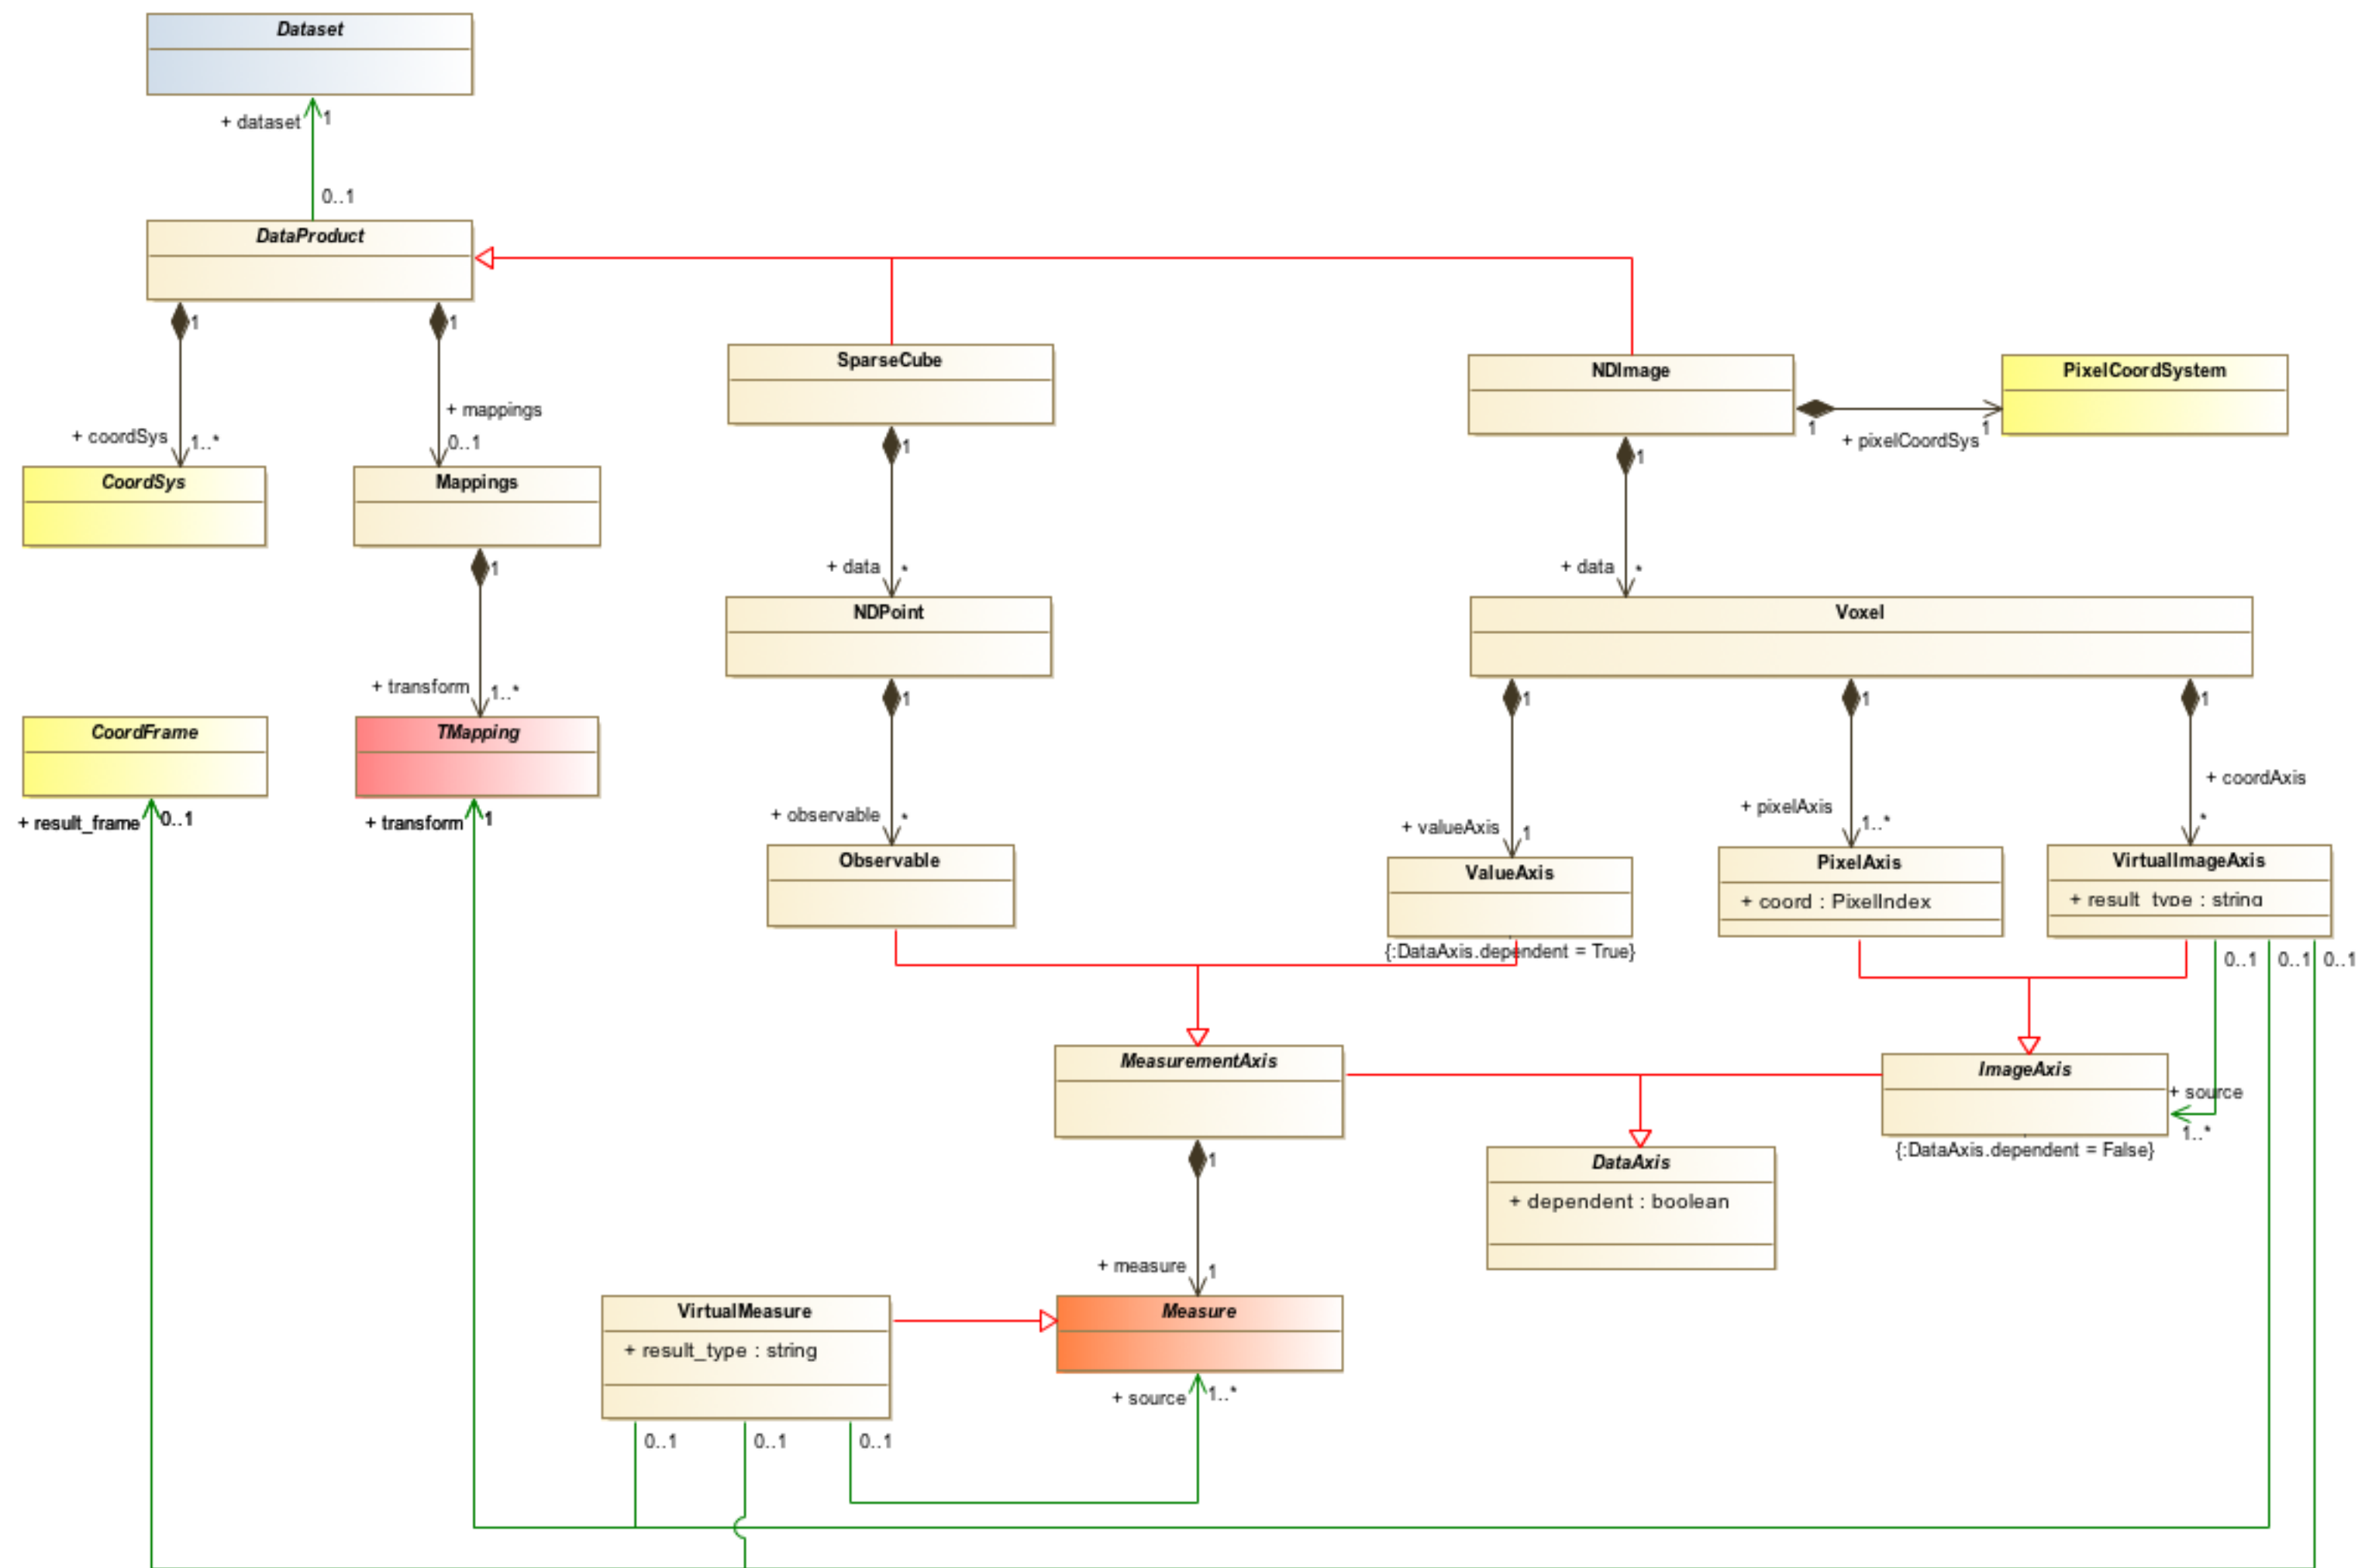 Dataset
+ dataset
1
0..1
DataProduct
1
1
+ coordSys
1..*
+ mappings
0..1
SparseCube
1
NDImage
1
+ pixelCoordSys
1
1
PixelCoordSystem
CoordSys
Mappings
1
+ data
*
+ data
*
NDPoint
1
Voxel
1
1
1
+ transform
1..*
CoordFrame
TMapping
+ result_frame
0..1
+ transform
1
+ observable
*
+ valueAxis
1
+ pixelAxis
1..*
+ coordAxis
*
Observable
ValueAxis
{:DataAxis.dependent = True}
PixelAxis
+ coord : PixelIndex
VirtualImageAxis
+ result_type : string
0..1
0..1
0..1
MeasurementAxis
1
ImageAxis
+ source
1..*
{:DataAxis.dependent = False}
DataAxis
+ dependent : boolean
+ measure
1
VirtualMeasure
+ result_type : string
Measure
+ source
1..*
0..1
0..1
0..1